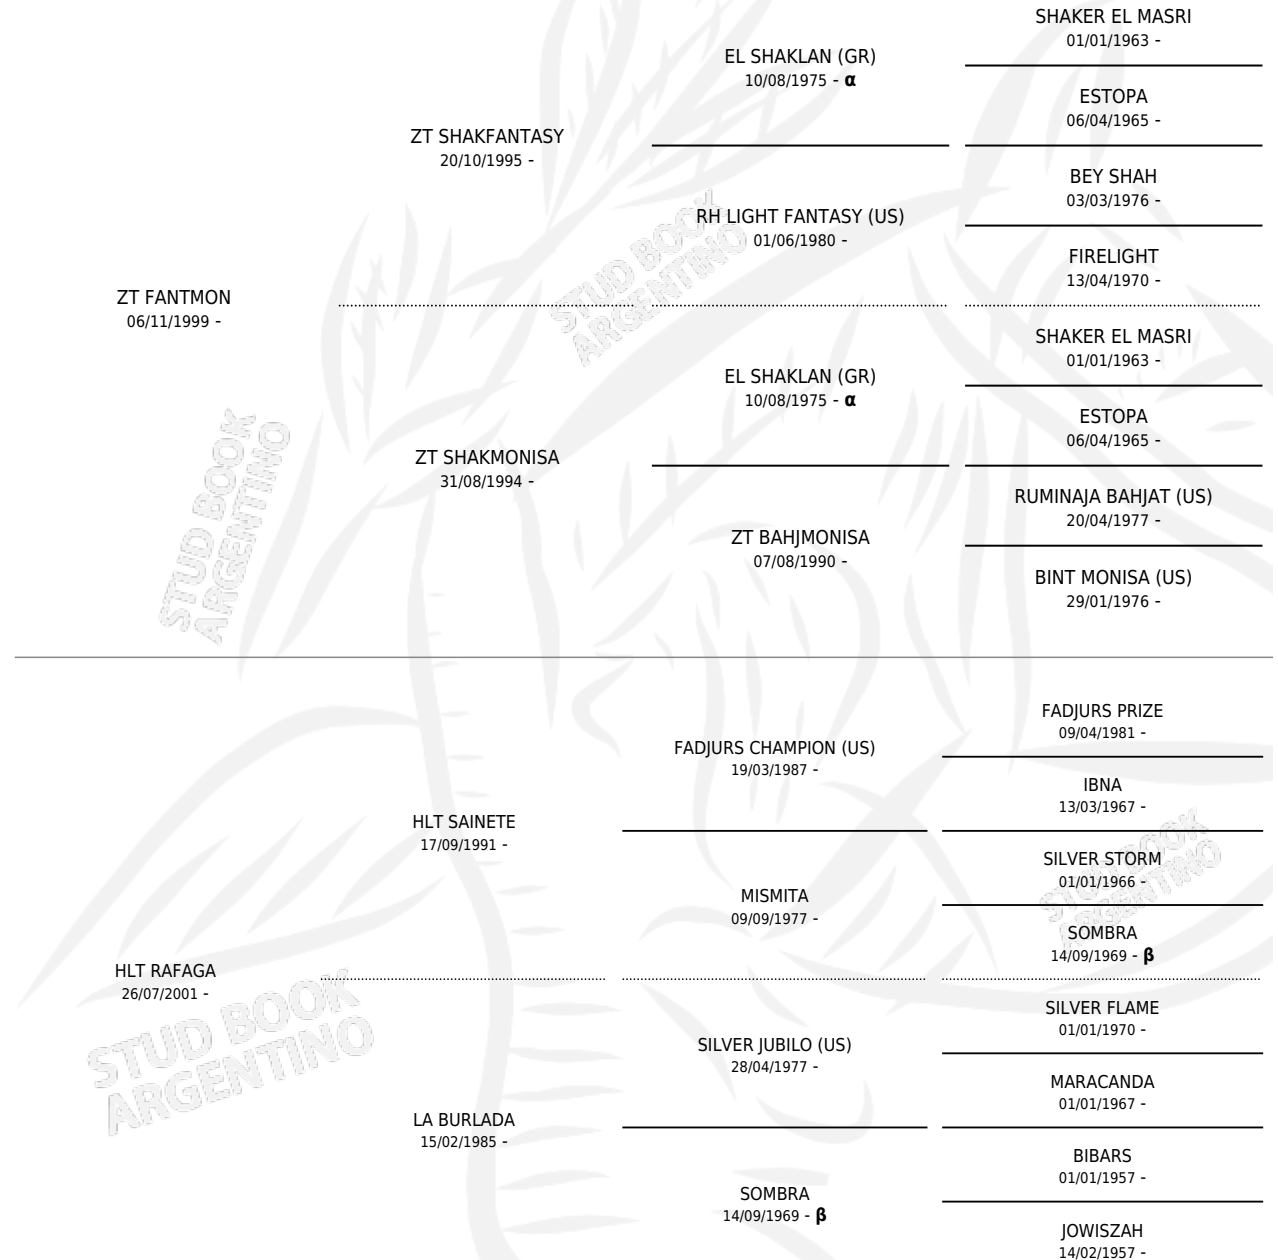 SHAKER EL MASRI
01/01/1963 -
EL SHAKLAN (GR)
10/08/1975 - α
ESTOPA
06/04/1965 -
ZT SHAKFANTASY
20/10/1995 -
BEY SHAH
03/03/1976 -
RH LIGHT FANTASY (US)
01/06/1980 -
FIRELIGHT
13/04/1970 -
ZT FANTMON
06/11/1999 -
STUD BOOK
ARGENTINO
SHAKER EL MASRI
01/01/1963 -
EL SHAKLAN (GR)
10/08/1975 - α
ESTOPA
06/04/1965 -
ZT SHAKMONISA
31/08/1994 -
RUMINAJA BAHJAT (US)
20/04/1977 -
ZT BAHJMONISA
07/08/1990 -
BINT MONISA (US)
29/01/1976 -
STUD BOOK
ARGENTINO
FADJURS PRIZE
09/04/1981 -
FADJURS CHAMPION (US)
19/03/1987 -
IBNA
13/03/1967 -
HLT SAINETE
17/09/1991 -
SILVER STORM
01/01/1966 -
MISMITA
09/09/1977 -
STUD BOOK
ARGENTINO
SOMBRA
14/09/1969 - β
HLT RAFAGA
26/07/2001 -
STUD BOOK
ARGENTINO
SILVER FLAME
01/01/1970 -
SILVER JUBILO (US)
28/04/1977 -
MARACANDA
01/01/1967 -
LA BURLADA
15/02/1985 -
BIBARS
01/01/1957 -
SOMBRA
14/09/1969 - β
JOWISZAH
14/02/1957 -